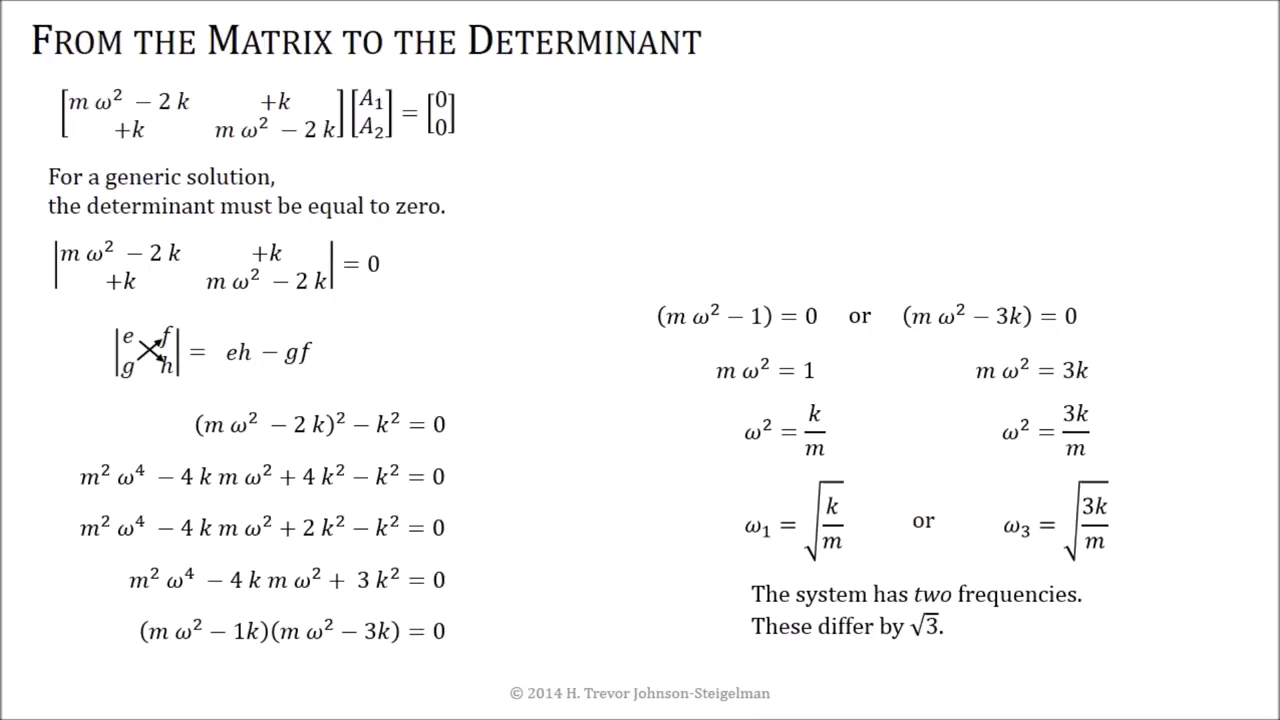 FROM THE MATRIX TO THE DETERMINANT
[m ω² − 2 k   +k
+k   m ω² − 2 k] [A₁
A₂] = [0
0]
For a generic solution,
the determinant must be equal to zero.
|m ω² − 2 k   +k
+k   m ω² − 2 k| = 0
|e f
g h| = eh − gf
(m ω² − 2 k)² − k² = 0
m² ω⁴ − 4 k m ω² + 4 k² − k² = 0
m² ω⁴ − 4 k m ω² + 2 k² − k² = 0
m² ω⁴ − 4 k m ω² + 3 k² = 0
(m ω² − 1k)(m ω² − 3k) = 0
(m ω² − 1) = 0 or (m ω² − 3k) = 0
m ω² = 1   m ω² = 3k
ω² = k/m   ω² = 3k/m
ω₁ = √(k/m) or ω₃ = √(3k/m)
The system has two frequencies.
These differ by √3.
© 2014 H. Trevor Johnson-Steigelman